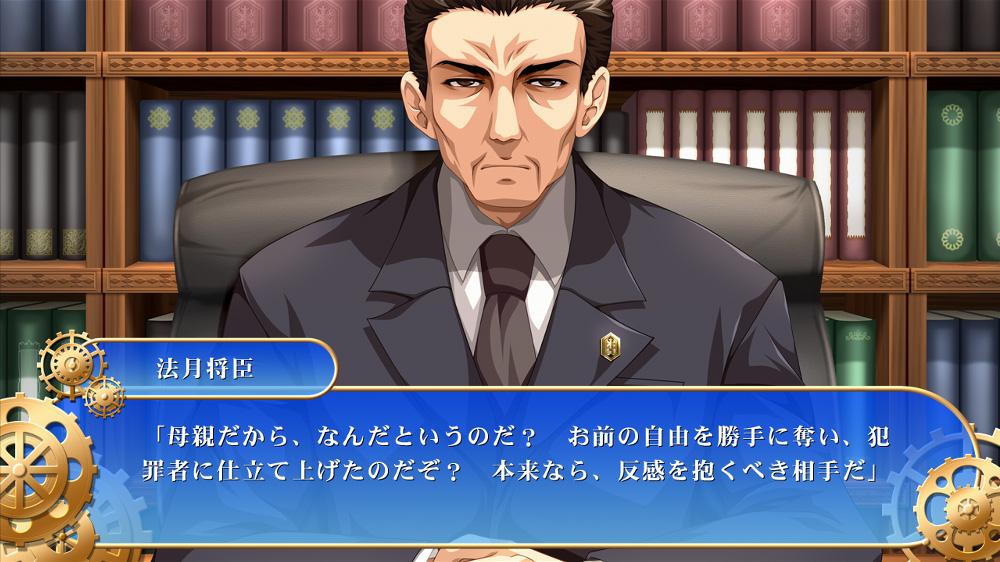 法月将臣
「母親だから、なんだというのだ？　お前の自由を勝手に奪い、犯
罪者に仕立て上げたのだぞ？　本来なら、反感を抱くべき相手だ」